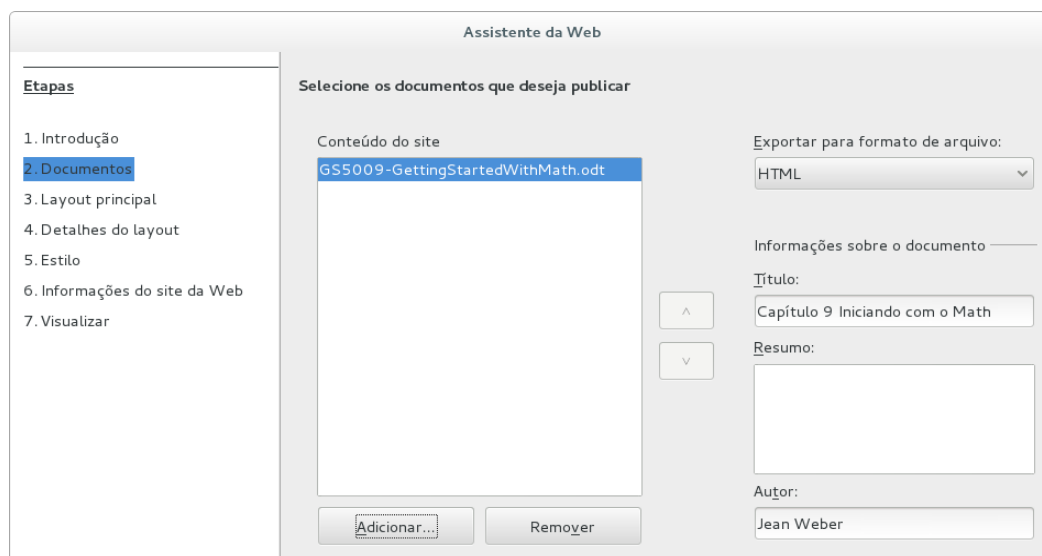 Assistente da Web
Etapas
1. Introdução
2. Documentos
3. Layout principal
4. Detalhes do layout
5. Estilo
6. Informações do site da Web
7. Visualizar
Selecione os documentos que deseja publicar
Conteúdo do site
GS5009-GettingStartedWithMath.odt
Adicionar...
Remover
Exportar para formato de arquivo:
HTML
Informações sobre o documento
Título:
Capítulo 9 Iniciando com o Math
Resumo:
Autor:
Jean Weber